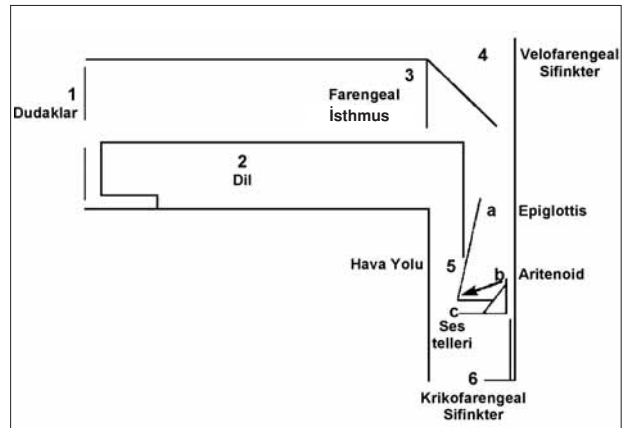 4
Velofarengeal
Sifinkter
3
1
Dudaklar
Farengeal
İsthmus
2
Dil
a
Epiglottis
Hava Yolu
5
b
Aritenoid
c
Ses
telleri
6
Krikofarengeal
Sifinkter